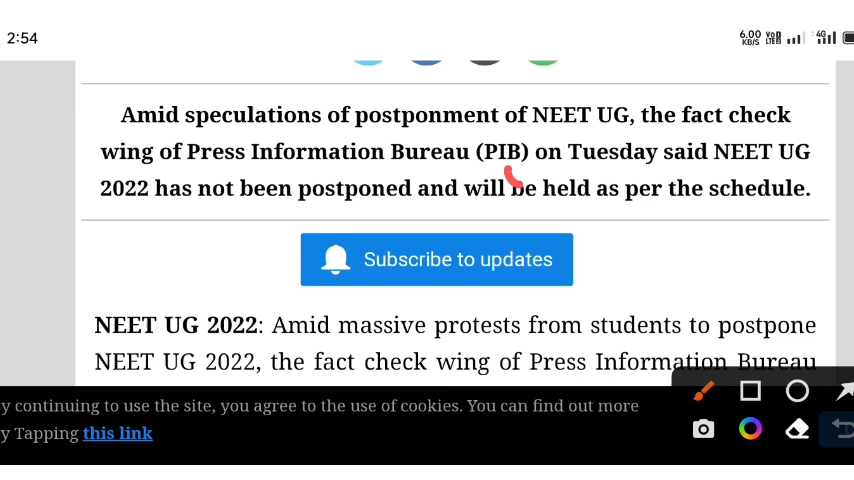 2:54
6.00 KB/S VoD LTE2 4G
Amid speculations of postponment of NEET UG, the fact check
wing of Press Information Bureau (PIB) on Tuesday said NEET UG
2022 has not been postponed and will be held as per the schedule.
Subscribe to updates
NEET UG 2022: Amid massive protests from students to postpone
NEET UG 2022, the fact check wing of Press Information Bureau
y continuing to use the site, you agree to the use of cookies. You can find out more
y Tapping this link